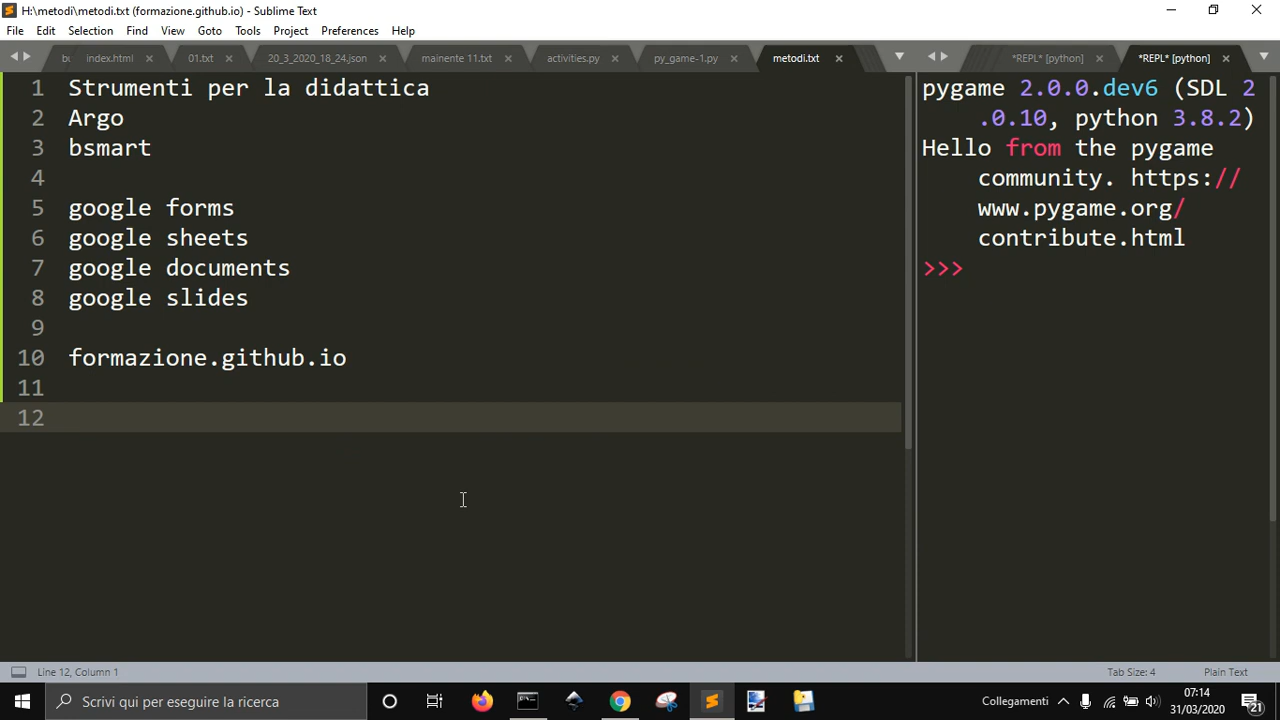 H:\metodi\metodi.txt (formazione.github.io) - Sublime Text
File Edit Selection Find View Goto Tools Project Preferences Help
index.html 01.txt 20_3_2020_18_24.json mainente 11.txt activities.py py_game-1.py metodi.txt *REPL* [python] *REPL* [python]
1 Strumenti per la didattica
2 Argo
3 bsmart
4
5 google forms
6 google sheets
7 google documents
8 google slides
9
10 formazione.github.io
11
12
pygame 2.0.0.dev6 (SDL 2
.0.10, python 3.8.2)
Hello from the pygame
community. https://
www.pygame.org/
contribute.html
>>>
Line 12, Column 1 Tab Size: 4 Plain Text
Scrivi qui per eseguire la ricerca
Collegamenti
07:14
31/03/2020
21